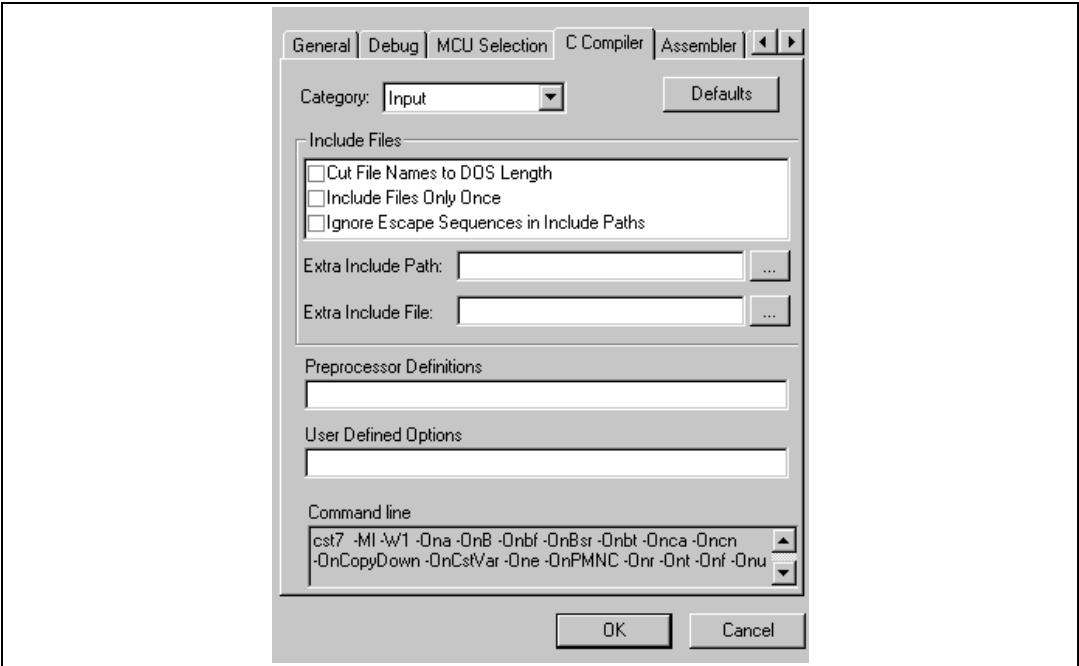 General Debug MCU Selection C Compiler Assembler
Category: Input Defaults
Include Files
Cut File Names to DOS Length
Include Files Only Once
Ignore Escape Sequences in Include Paths
Extra Include Path: ...
Extra Include File: ...
Preprocessor Definitions
User Defined Options
Command line
cst7 -Ml -W1 -Ona -OnB -Onbf -OnBsr -Onbt -Onca -Oncn
-OnCopyDown -OnCstVar -One -OnPMNC -Onr -Ont -Onf -Onu
OK Cancel